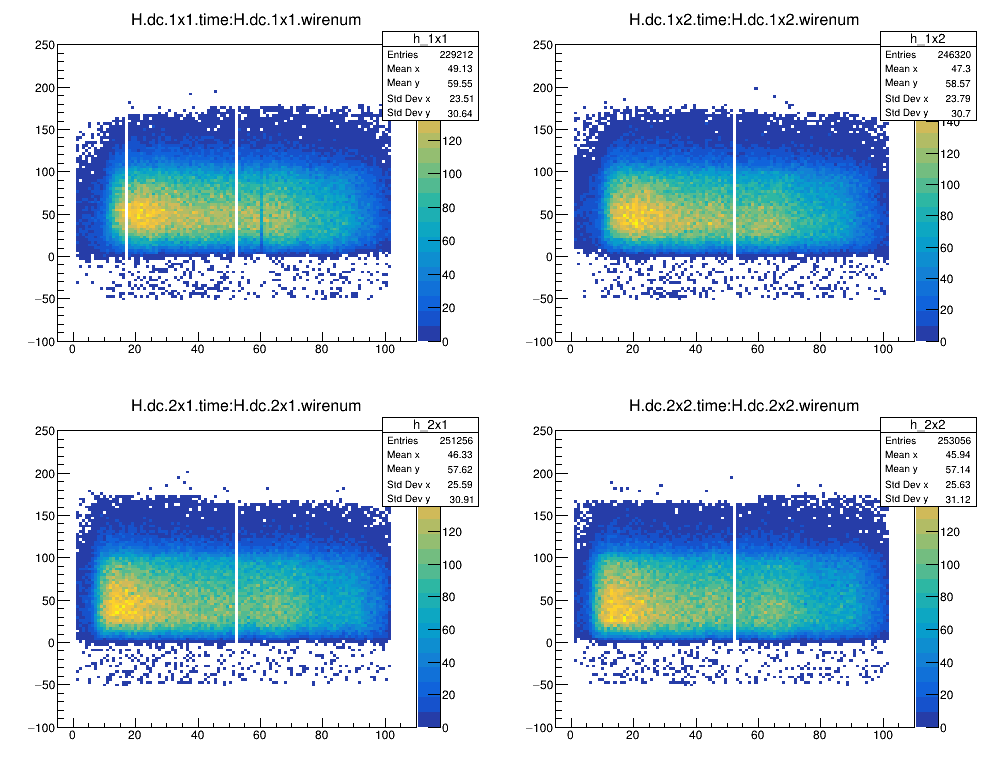 H.dc.1x1.time:H.dc.1x1.wirenum
h_1x1
Entries 229212
Mean x 49.13
Mean y 59.55
Std Dev x 23.51
Std Dev y 30.64
250
200
150
100
50
0
−50
−100
0 20 40 60 80 100
120
100
80
60
40
20
0
H.dc.1x2.time:H.dc.1x2.wirenum
h_1x2
Entries 246320
Mean x 47.3
Mean y 58.57
Std Dev x 23.79
Std Dev y 30.7
250
200
150
100
50
0
−50
−100
0 20 40 60 80 100
140
120
100
80
60
40
20
0
H.dc.2x1.time:H.dc.2x1.wirenum
h_2x1
Entries 251256
Mean x 46.33
Mean y 57.62
Std Dev x 25.59
Std Dev y 30.91
250
200
150
100
50
0
−50
−100
0 20 40 60 80 100
120
100
80
60
40
20
0
H.dc.2x2.time:H.dc.2x2.wirenum
h_2x2
Entries 253056
Mean x 45.94
Mean y 57.14
Std Dev x 25.63
Std Dev y 31.12
250
200
150
100
50
0
−50
−100
0 20 40 60 80 100
120
100
80
60
40
20
0